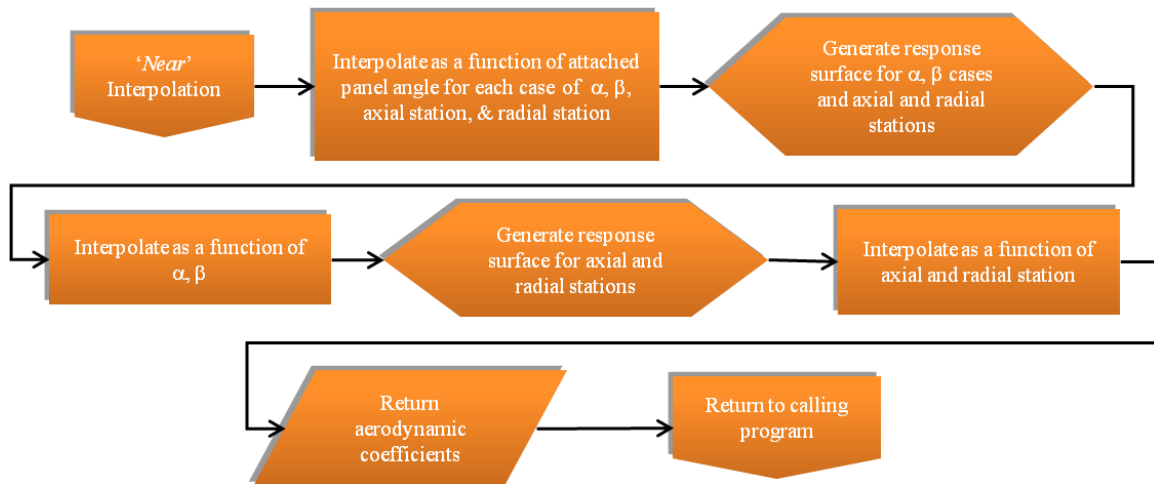 ‘Near’
Interpolation
Interpolate as a function of attached
panel angle for each case of α, β,
axial station, & radial station
Generate response
surface for α, β cases
and axial and radial
stations
Interpolate as a function of
α, β
Generate response
surface for axial and
radial stations
Interpolate as a function of
axial and radial station
Return
aerodynamic
coefficients
Return to calling
program